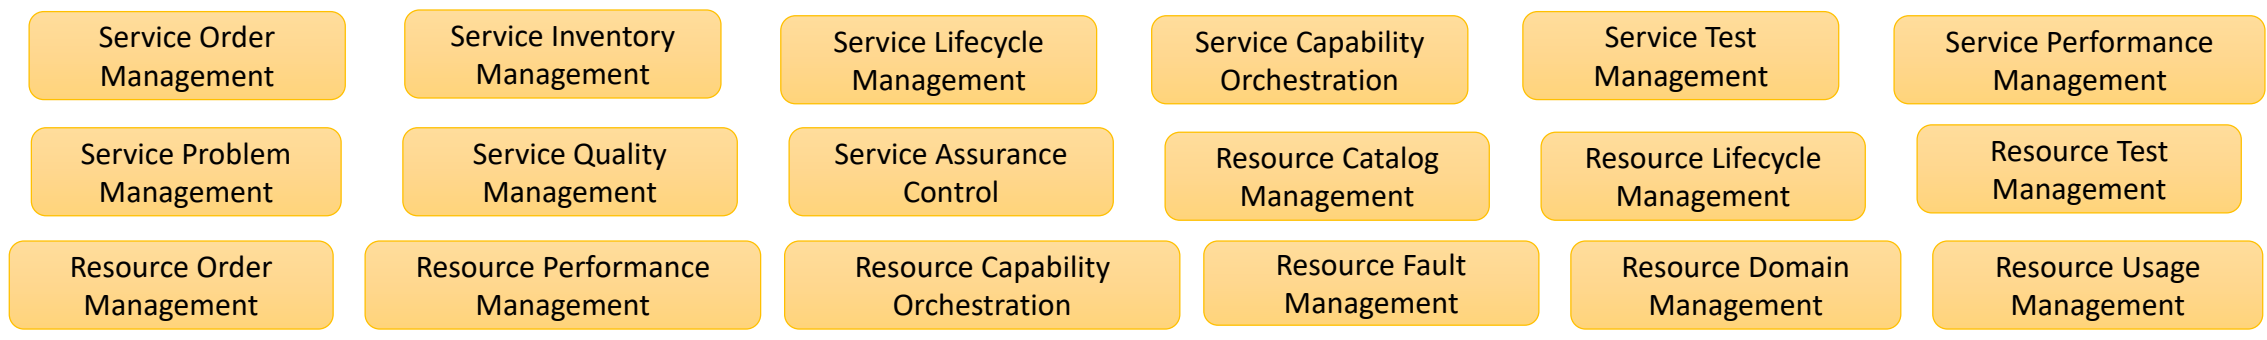 Service Order
Management
Service Inventory
Management
Service Lifecycle
Management
Service Capability
Orchestration
Service Test
Management
Service Performance
Management
Service Problem
Management
Service Quality
Management
Service Assurance
Control
Resource Catalog
Management
Resource Lifecycle
Management
Resource Test
Management
Resource Order
Management
Resource Performance
Management
Resource Capability
Orchestration
Resource Fault
Management
Resource Domain
Management
Resource Usage
Management